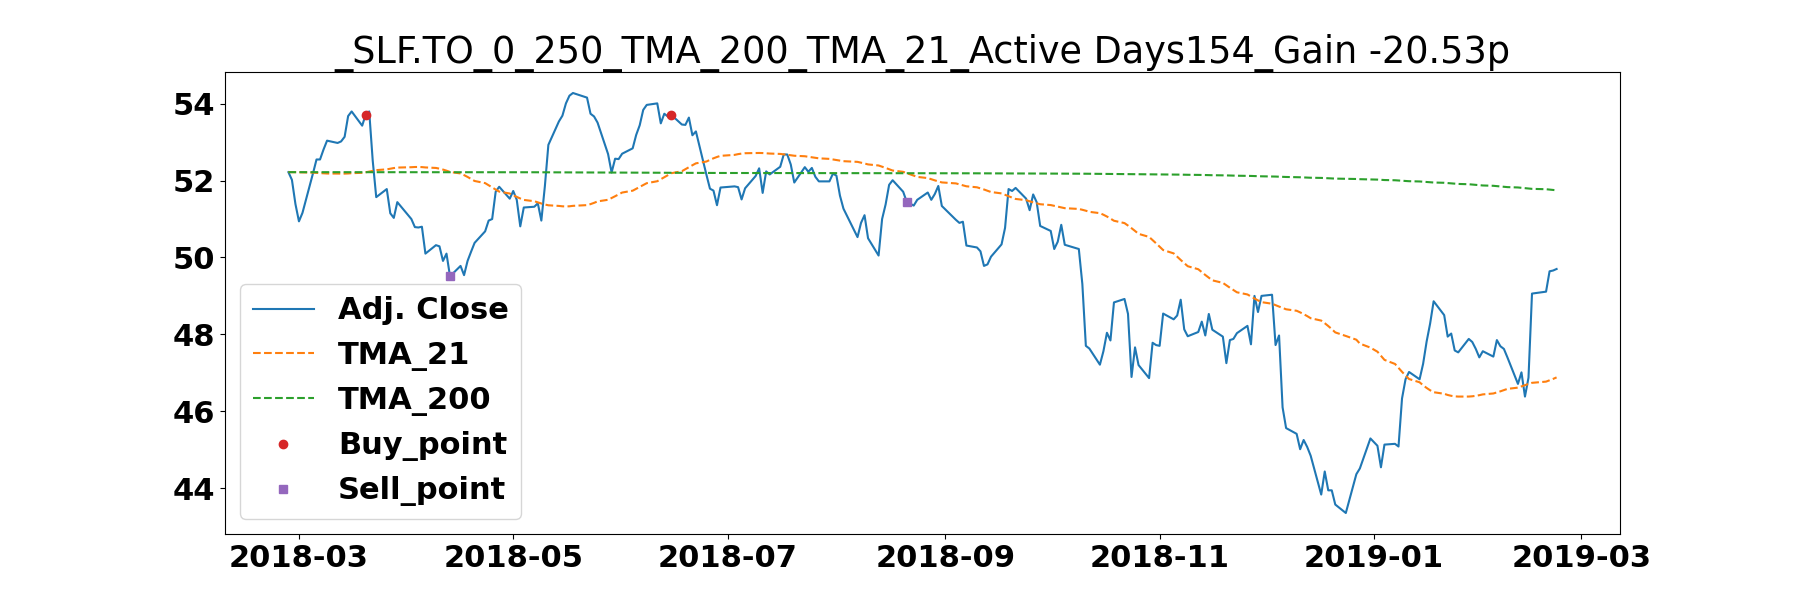 _SLF.TO_0_250_TMA_200_TMA_21_Active Days154_Gain -20.53p
54
52
50
48
46
44
Adj. Close
TMA_21
TMA_200
Buy_point
Sell_point
2018-03 2018-05 2018-07 2018-09 2018-11 2019-01 2019-03